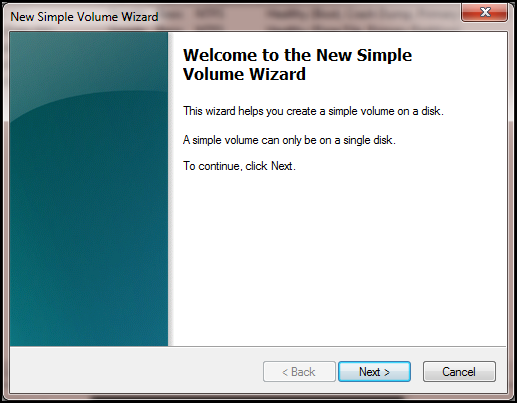 New Simple Volume Wizard
Welcome to the New Simple
Volume Wizard
This wizard helps you create a simple volume on a disk.
A simple volume can only be on a single disk.
To continue, click Next.
< Back
Next >
Cancel